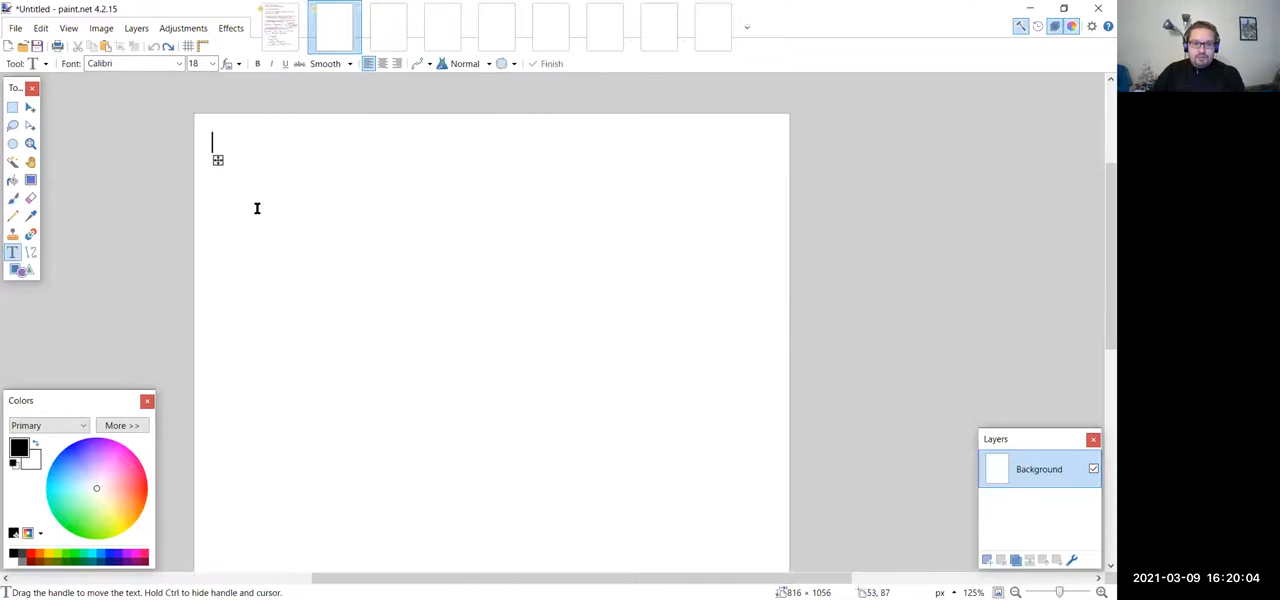 *Untitled - paint.net 4.2.15
File Edit View Image Layers Adjustments Effects
Tool: T Font: Calibri 18 B I U abc Smooth Normal Finish
To...
Colors
Primary More >>
Layers
Background
Drag the handle to move the text. Hold Ctrl to hide handle and cursor. 816 × 1056 53, 87 px 125%
2021-03-09 16:20:04